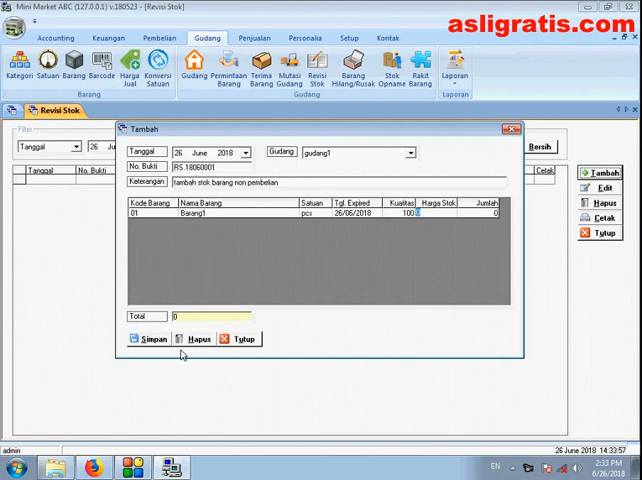 Mini Market ABC (127.0.0.1) v.180523 - [Revisi Stok]
asligratis.com
Accounting Keuangan Pembelian Gudang Penjualan Personalia Setup Kontak
Kategori Satuan Barang Barcode Harga Jual Konversi Satuan Gudang Permintaan Barang Terima Barang Mutasi Gudang Revisi Stok Barang Hilang/Rusak Stok Opname Rakit Barang Laporan
Barang Gudang Laporan
Revisi Stok
Filter
Tanggal 26 Ju Bersih
Tanggal No. Bukti Cetak
Tambah
Edit
Hapus
Cetak
Tutup
Tambah
Tanggal 26 June 2018 Gudang gudang1
No. Bukti RS.18060001
Keterangan tambah stok barang non pembelian
Kode Barang Nama Barang Satuan Tgl. Expired Kualitas Harga Stok Jumlah
01 Barang1 pcs 26/06/2018 100 0 0
Total 0
Simpan Hapus Tutup
admin 26 June 2018 14:33:57
EN 2:33 PM
6/26/2018